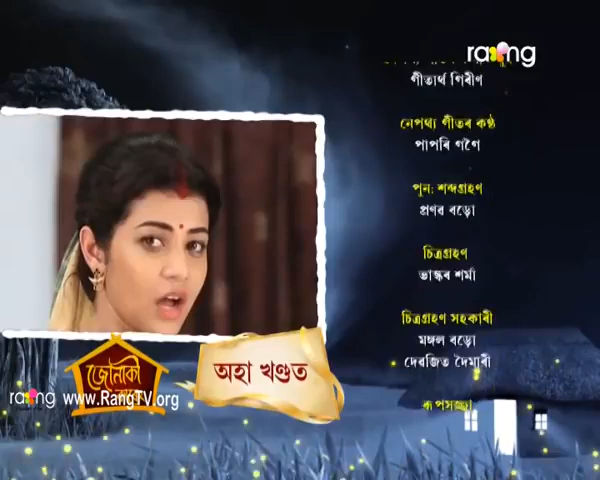 rang
গীতাৰ্থ গিৰীণ
নেপথ্য গীতৰ কণ্ঠ
পাপৰি গগৈ
পুন: শব্দগ্ৰহণ
প্ৰণৱ বড়ো
চিত্ৰগ্ৰহণ
ভাস্কৰ শৰ্মা
চিত্ৰগ্ৰহণ সহকাৰী
মঙ্গল বড়ো
দেৱজিত দৈমাৰী
ৰূপসজ্জা
জোনাকী
অহা খণ্ডত
rang www.RangTV.org
rang